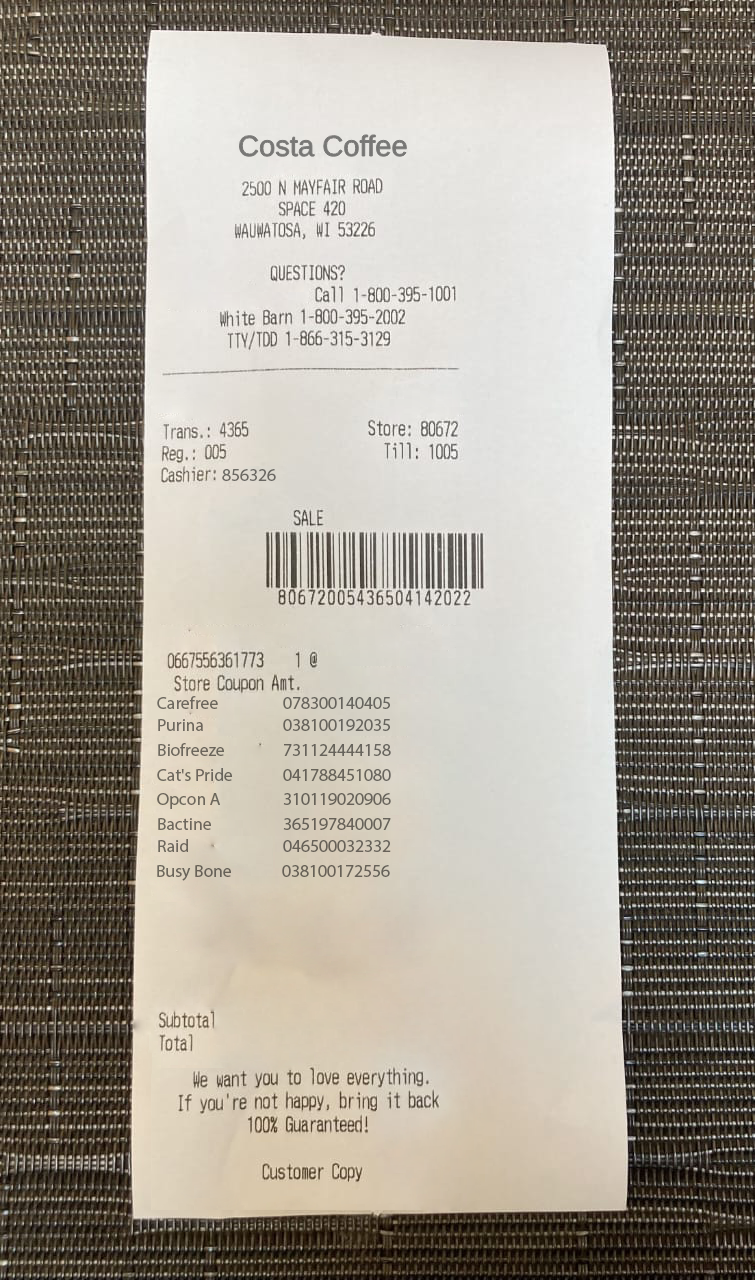 Costa Coffee
2500 N MAYFAIR ROAD
SPACE 420
WAUWATOSA, WI 53226
QUESTIONS?
Call 1-800-395-1001
White Barn 1-800-395-2002
TTY/TDD 1-866-315-3129
Trans.: 4365 Store: 80672
Reg.: 005 Till: 1005
Cashier: 856326
SALE
80672005436504142022
0667556361773 1 @
Store Coupon Amt.
Carefree 078300140405
Purina 038100192035
Biofreeze 731124444158
Cat's Pride 041788451080
Opcon A 310119020906
Bactine 365197840007
Raid 046500032332
Busy Bone 038100172556
Subtotal
Total
We want you to love everything.
If you're not happy, bring it back
100% Guaranteed!
Customer Copy